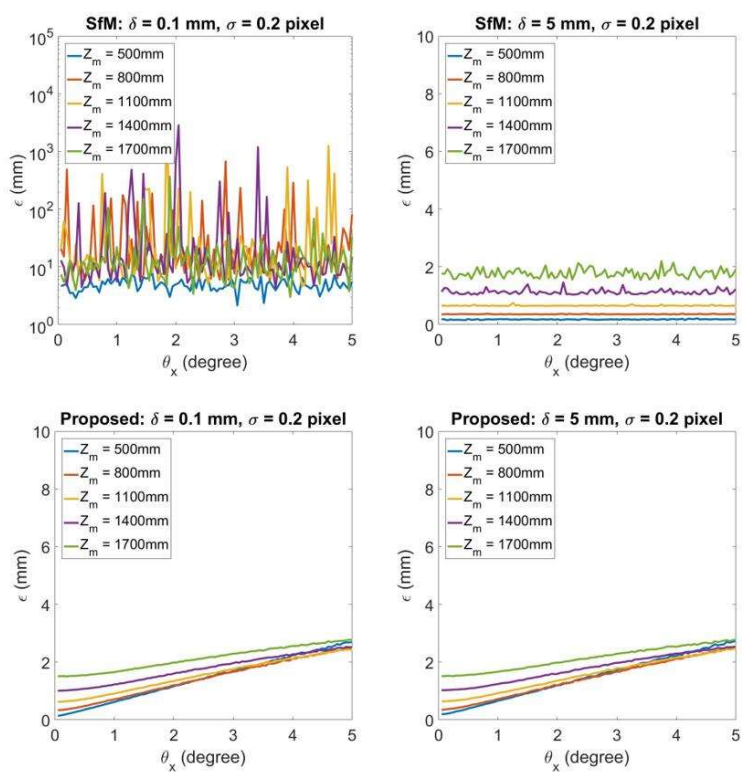 SfM: δ = 0.1 mm, σ = 0.2 pixel
10^5
10^4
10^3
10^2
10^1
10^0
ϵ (mm)
Z_m = 500mm
Z_m = 800mm
Z_m = 1100mm
Z_m = 1400mm
Z_m = 1700mm
0 1 2 3 4 5
θ_x (degree)
SfM: δ = 5 mm, σ = 0.2 pixel
10
8
6
4
2
0
ϵ (mm)
Z_m = 500mm
Z_m = 800mm
Z_m = 1100mm
Z_m = 1400mm
Z_m = 1700mm
0 1 2 3 4 5
θ_x (degree)
Proposed: δ = 0.1 mm, σ = 0.2 pixel
10
8
6
4
2
0
ϵ (mm)
Z_m = 500mm
Z_m = 800mm
Z_m = 1100mm
Z_m = 1400mm
Z_m = 1700mm
0 1 2 3 4 5
θ_x (degree)
Proposed: δ = 5 mm, σ = 0.2 pixel
10
8
6
4
2
0
ϵ (mm)
Z_m = 500mm
Z_m = 800mm
Z_m = 1100mm
Z_m = 1400mm
Z_m = 1700mm
0 1 2 3 4 5
θ_x (degree)